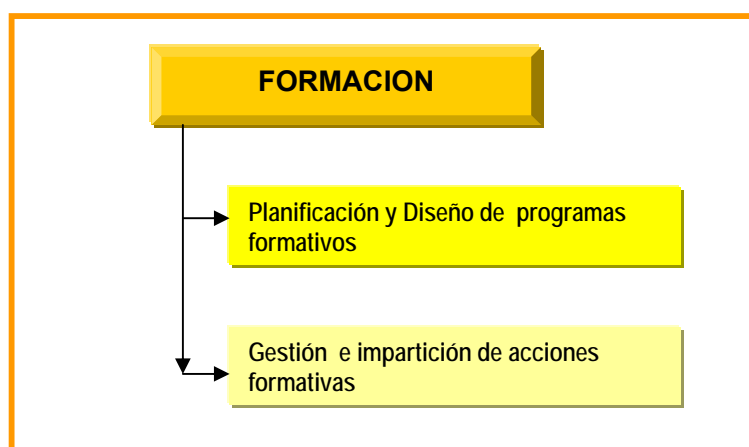 FORMACION
Planificación y Diseño de programas
formativos
Gestión e impartición de acciones
formativas